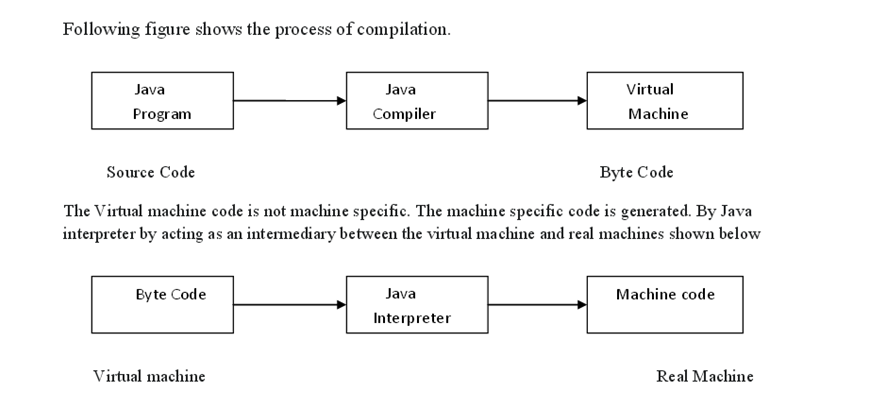 Following figure shows the process of compilation.
Java Program
Java Compiler
Virtual Machine
Source Code
Byte Code
The Virtual machine code is not machine specific. The machine specific code is generated. By Java
interpreter by acting as an intermediary between the virtual machine and real machines shown below
Byte Code
Java Interpreter
Machine code
Virtual machine
Real Machine